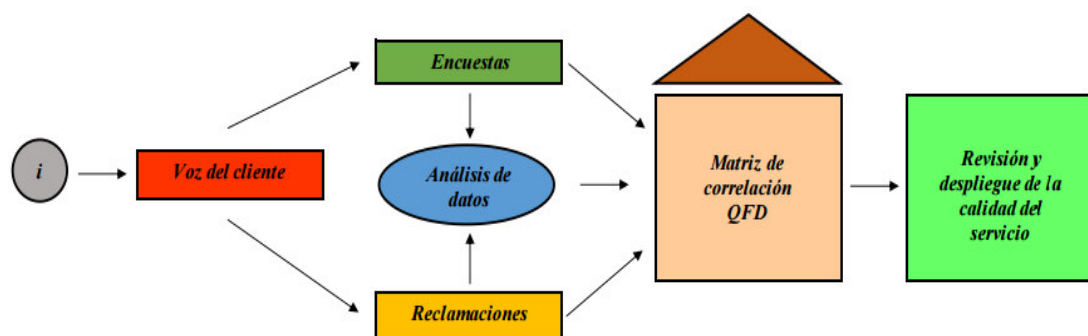 i
Voz del cliente
Encuestas
Análisis de
datos
Reclamaciones
Matriz de
correlación
QFD
Revisión y
despliegue de la
calidad del
servicio